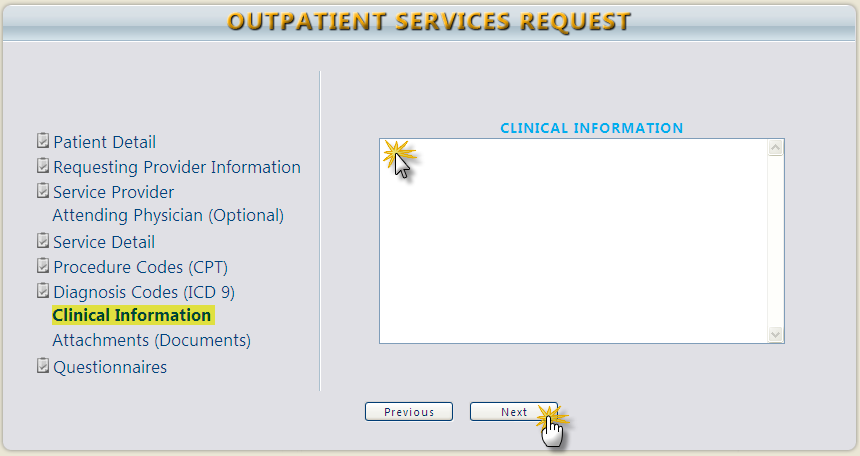 OUTPATIENT SERVICES REQUEST
Patient Detail
Requesting Provider Information
Service Provider
Attending Physician (Optional)
Service Detail
Procedure Codes (CPT)
Diagnosis Codes (ICD 9)
Clinical Information
Attachments (Documents)
Questionnaires
CLINICAL INFORMATION
Previous
Next